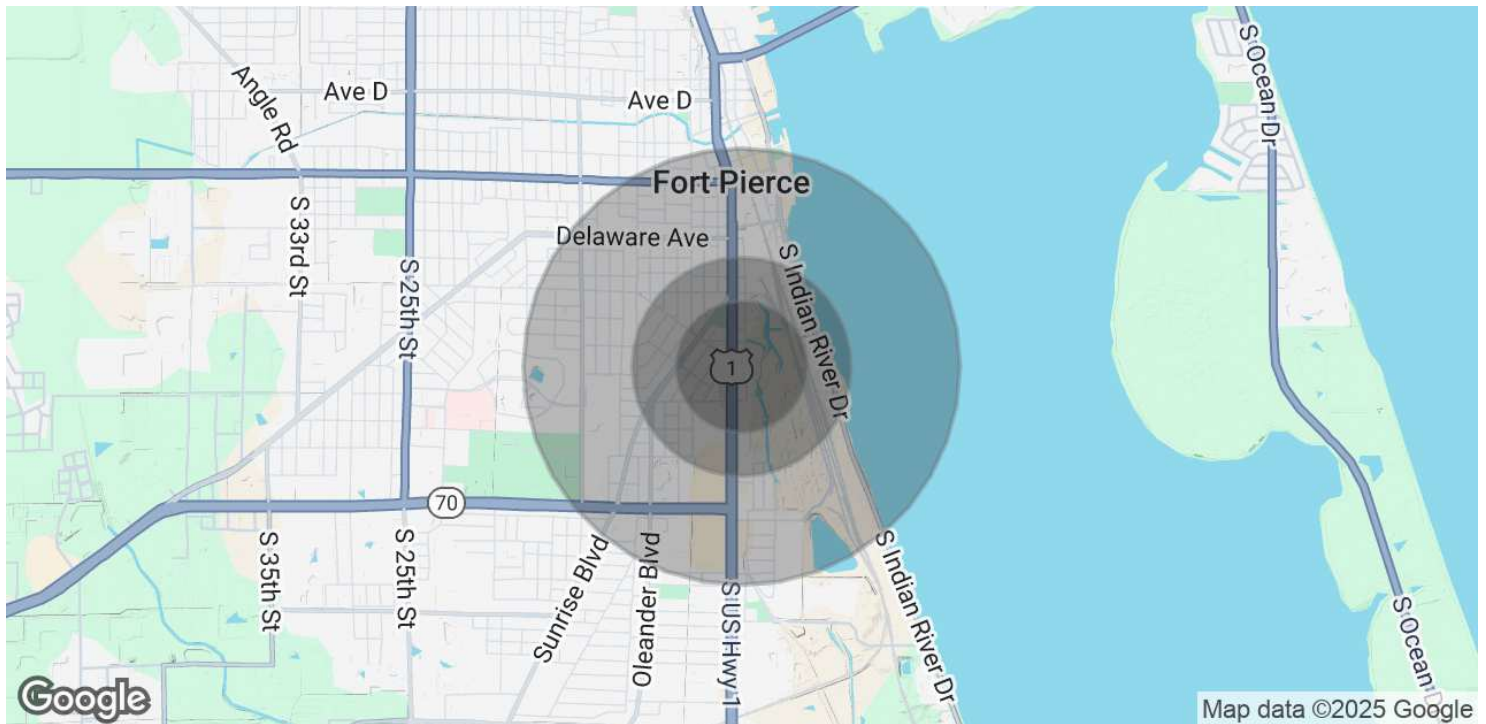 S Ocean Dr
Angle Rd
Ave D
Ave D
Fort Pierce
S 33rd St
Delaware Ave
S 25th St
S Indian River Dr
1
70
S 35th St
S 25th St
Sunrise Blvd
Oleander Blvd
S US Hwy 1
S Indian River Dr
S Ocean D
Google
Map data ©2025 Google